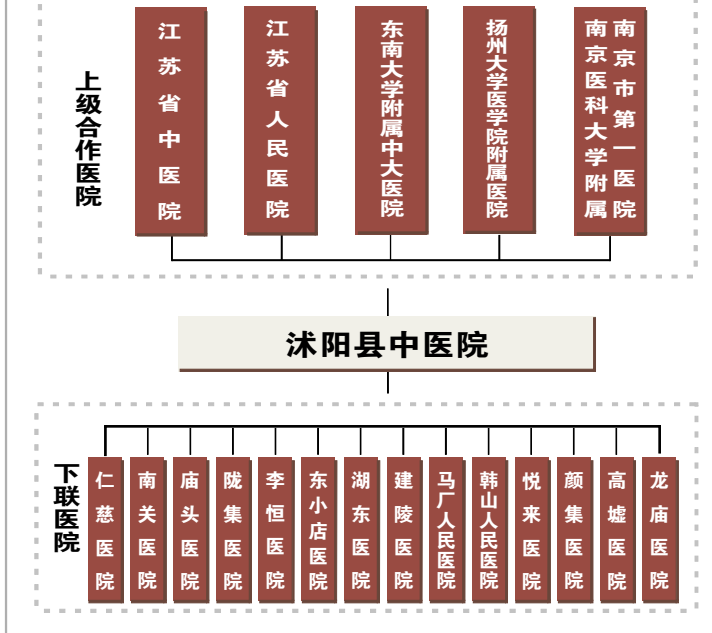 上级合作医院
江苏省中医院
江苏省人民医院
东南大学附属中大医院
扬州大学医学院附属医院
南京医科大学附属
南京市第一医院
沭阳县中医院
下联医院
仁慈医院
南关医院
庙头医院
陇集医院
李恒医院
东小店医院
湖东医院
建陵医院
马厂人民医院
韩山人民医院
悦来医院
颜集医院
高墟医院
龙庙医院